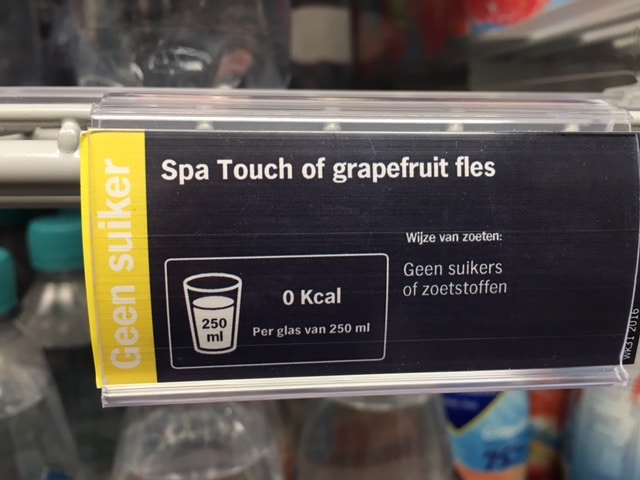 Geen suiker
Spa Touch of grapefruit fles
Wijze van zoeten:
Geen suikers
of zoetstoffen
0 Kcal
250
ml
Per glas van 250 ml
WK31 2016